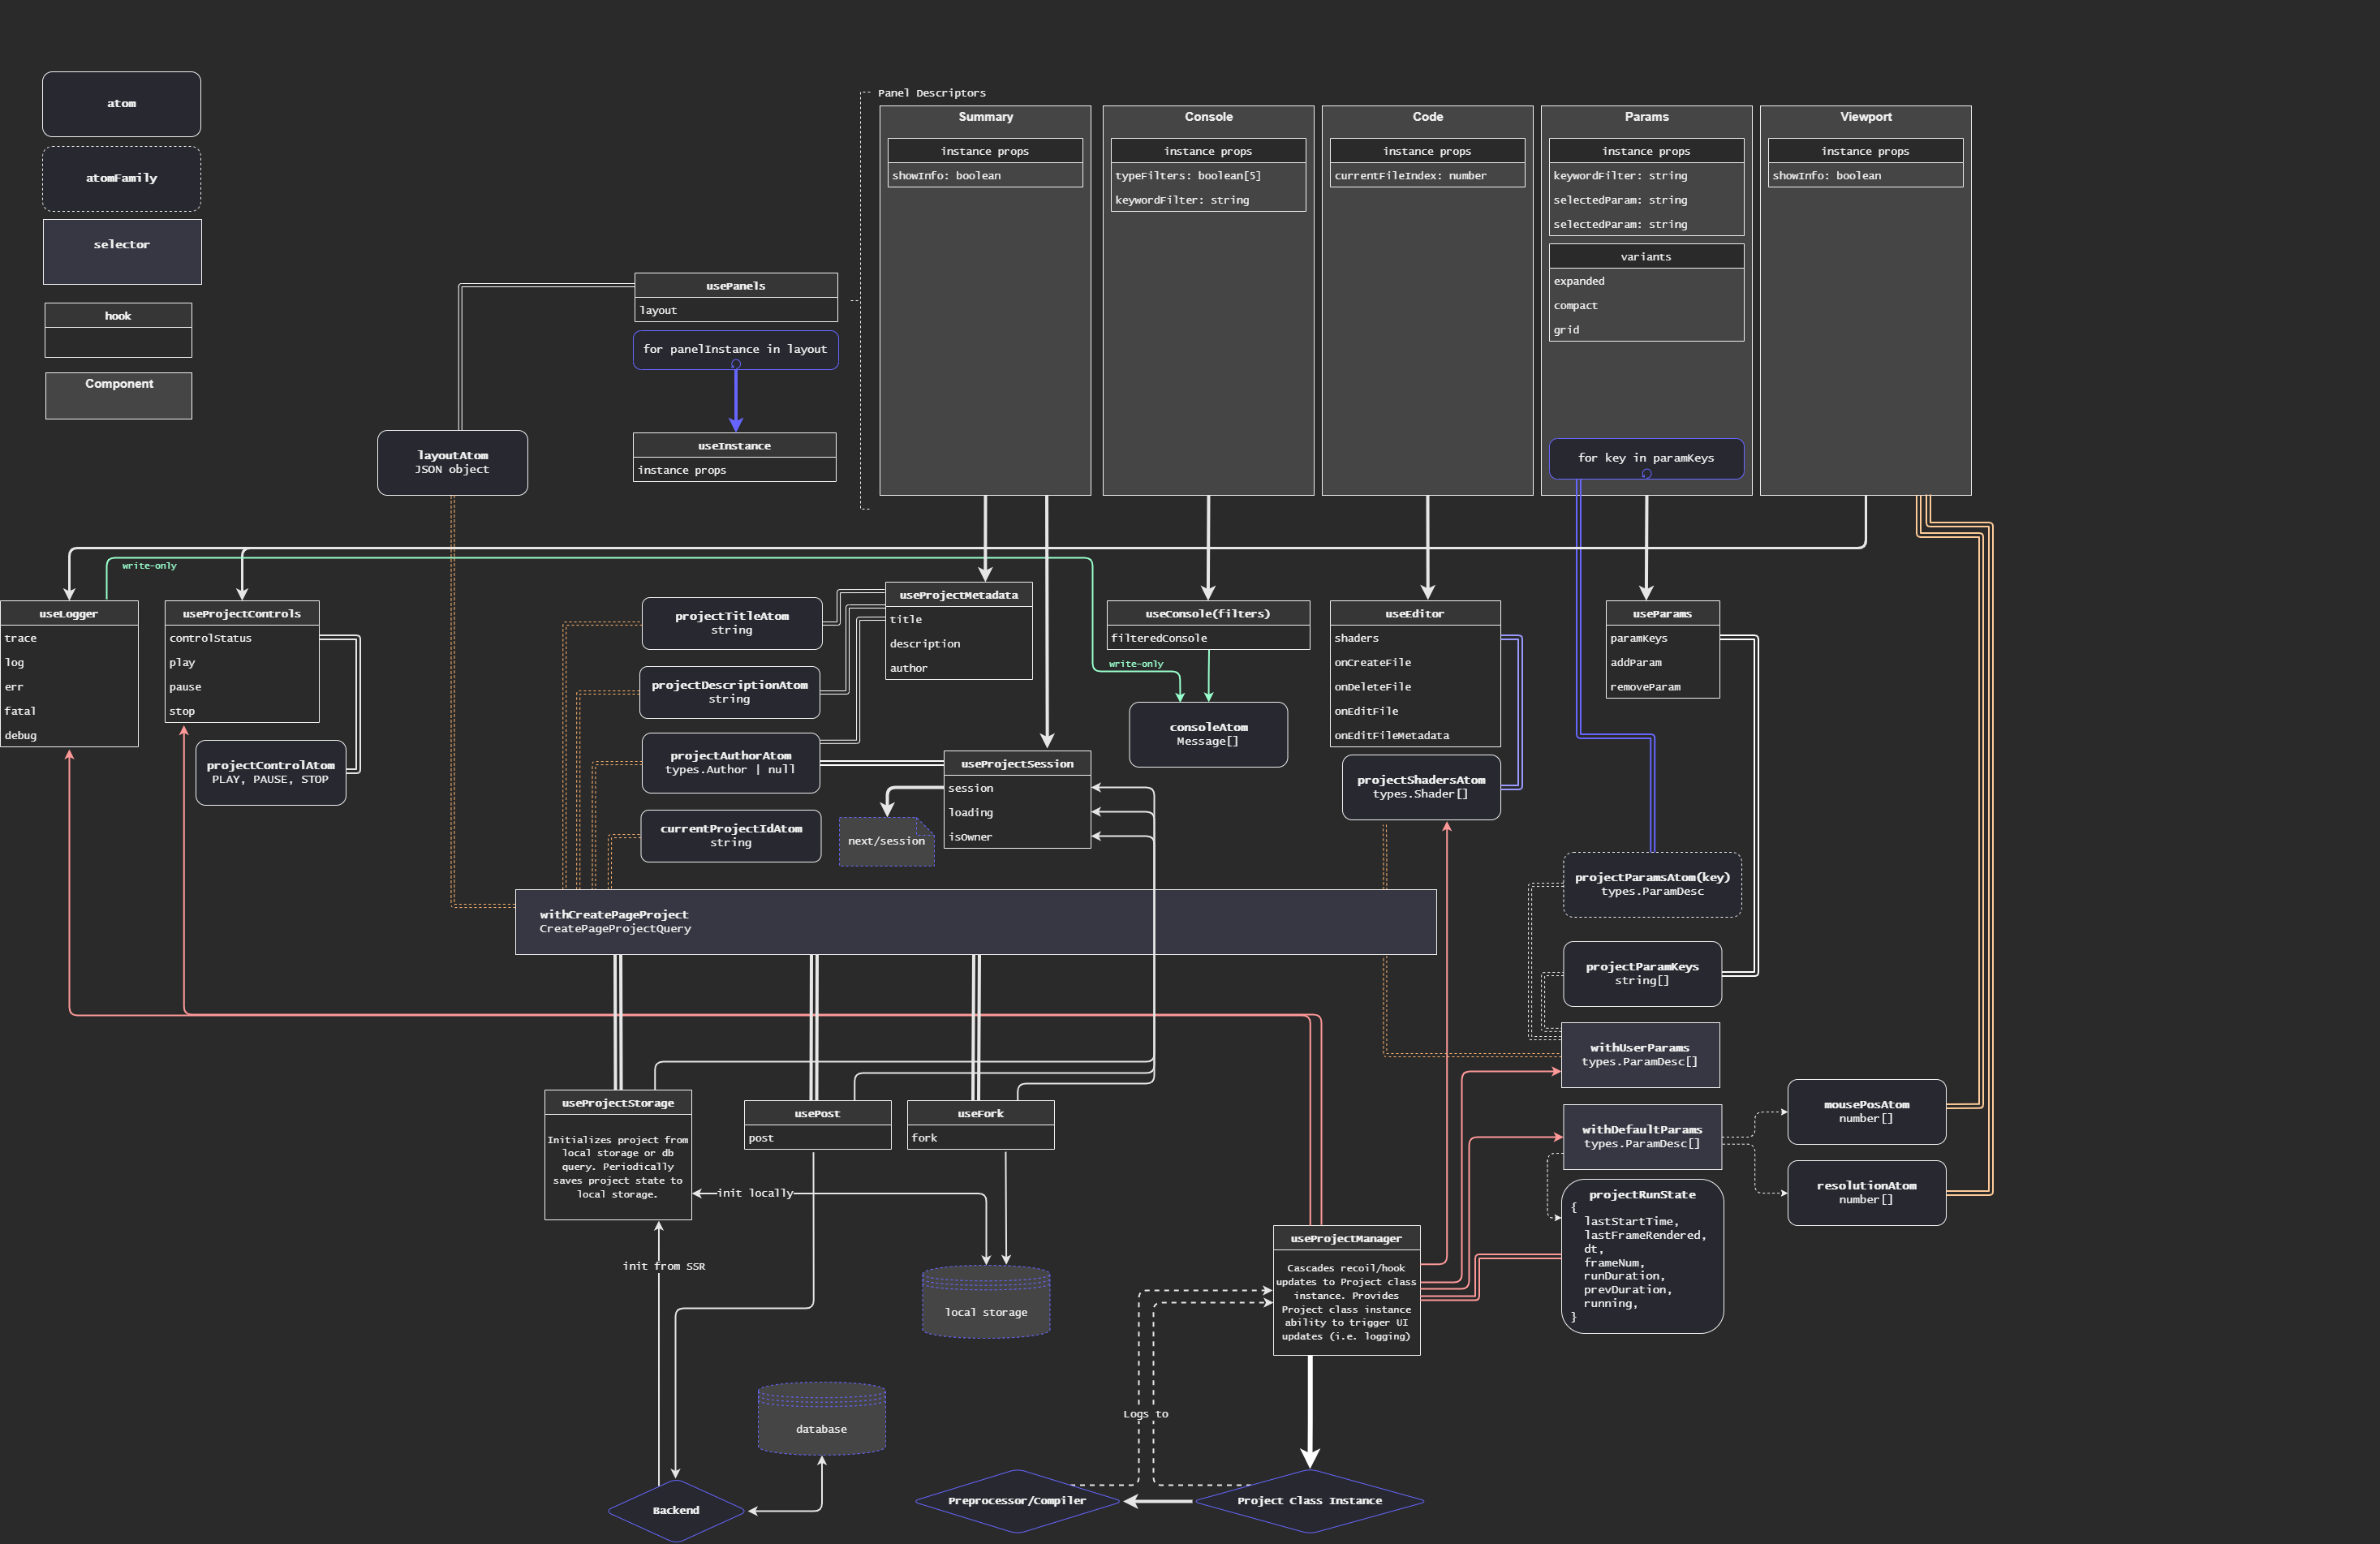 atom
atomFamily
selector
hook
Component
Panel Descriptors
Summary
instance props
showInfo: boolean
Console
instance props
typeFilters: boolean[5]
keywordFilter: string
Code
instance props
currentFileIndex: number
Params
instance props
keywordFilter: string
selectedParam: string
selectedParam: string
variants
expanded
compact
grid
for key in paramKeys
Viewport
instance props
showInfo: boolean
usePanels
layout
for panelInstance in layout
useInstance
instance props
layoutAtom
JSON object
write-only
useLogger
trace
log
err
fatal
debug
useProjectControls
controlStatus
play
pause
stop
projectControlAtom
PLAY, PAUSE, STOP
projectTitleAtom
string
projectDescriptionAtom
string
projectAuthorAtom
types.Author | null
currentProjectIdAtom
string
useProjectMetadata
title
description
author
useProjectSession
session
loading
isOwner
next/session
useConsole(filters)
filteredConsole
write-only
consoleAtom
Message[]
useEditor
shaders
onCreateFile
onDeleteFile
onEditFile
onEditFileMetadata
projectShadersAtom
types.Shader[]
useParams
paramKeys
addParam
removeParam
projectParamsAtom(key)
types.ParamDesc
projectParamKeys
string[]
withCreatePageProject
CreatePageProjectQuery
withUserParams
types.ParamDesc[]
withDefaultParams
types.ParamDesc[]
mousePosAtom
number[]
resolutionAtom
number[]
projectRunState
{
lastStartTime,
lastFrameRendered,
dt,
frameNum,
runDuration,
prevDuration,
running,
}
useProjectStorage
Initializes project from
local storage or db
query. Periodically
saves project state to
local storage.
usePost
post
useFork
fork
init locally
init from SSR
local storage
useProjectManager
Cascades recoil/hook
updates to Project class
instance. Provides
Project class instance
ability to trigger UI
updates (i.e. logging)
Logs to
database
Backend
Preprocessor/Compiler
Project Class Instance